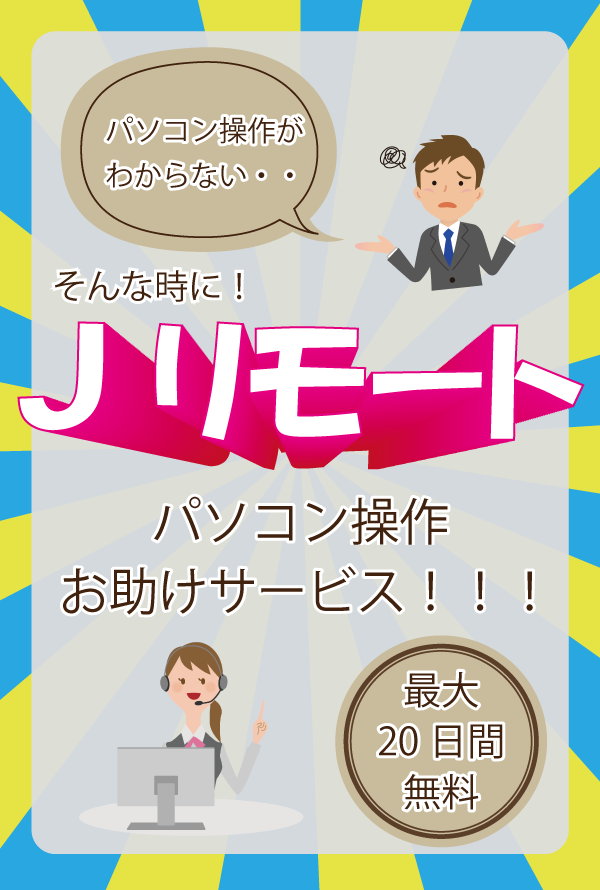 パソコン操作が
わからない・・
そんな時に！
Jリモート
パソコン操作
お助けサービス！！！
最大
20日間
無料